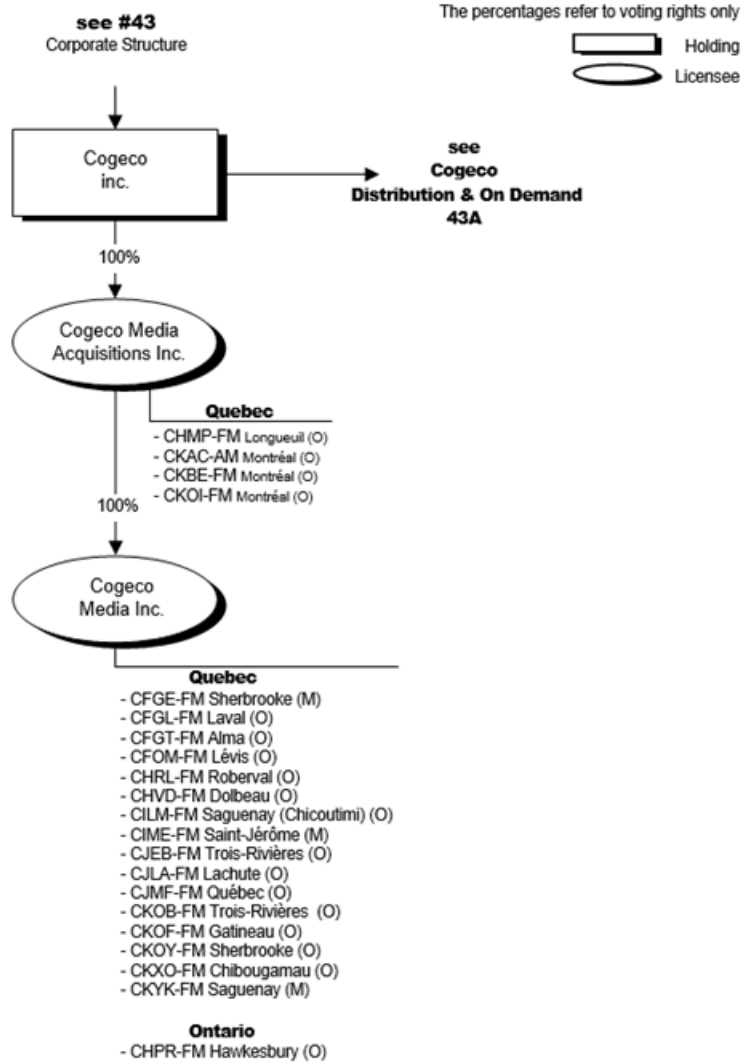 see #43
Corporate Structure
The percentages refer to voting rights only
Holding
Licensee
Cogeco
inc.
see
Cogeco
Distribution & On Demand
43A
100%
Cogeco Media
Acquisitions Inc.
Quebec
- CHMP-FM Longueuil (O)
- CKAC-AM Montréal (O)
- CKBE-FM Montréal (O)
- CKOI-FM Montréal (O)
100%
Cogeco
Media Inc.
Quebec
- CFGE-FM Sherbrooke (M)
- CFGL-FM Laval (O)
- CFGT-FM Alma (O)
- CFOM-FM Lévis (O)
- CHRL-FM Roberval (O)
- CHVD-FM Dolbeau (O)
- CILM-FM Saguenay (Chicoutimi) (O)
- CIME-FM Saint-Jérôme (M)
- CJEB-FM Trois-Rivières (O)
- CJLA-FM Lachute (O)
- CJMF-FM Québec (O)
- CKOB-FM Trois-Rivières (O)
- CKOF-FM Gatineau (O)
- CKOY-FM Sherbrooke (O)
- CKXO-FM Chibougamau (O)
- CKYK-FM Saguenay (M)
Ontario
- CHPR-FM Hawkesbury (O)